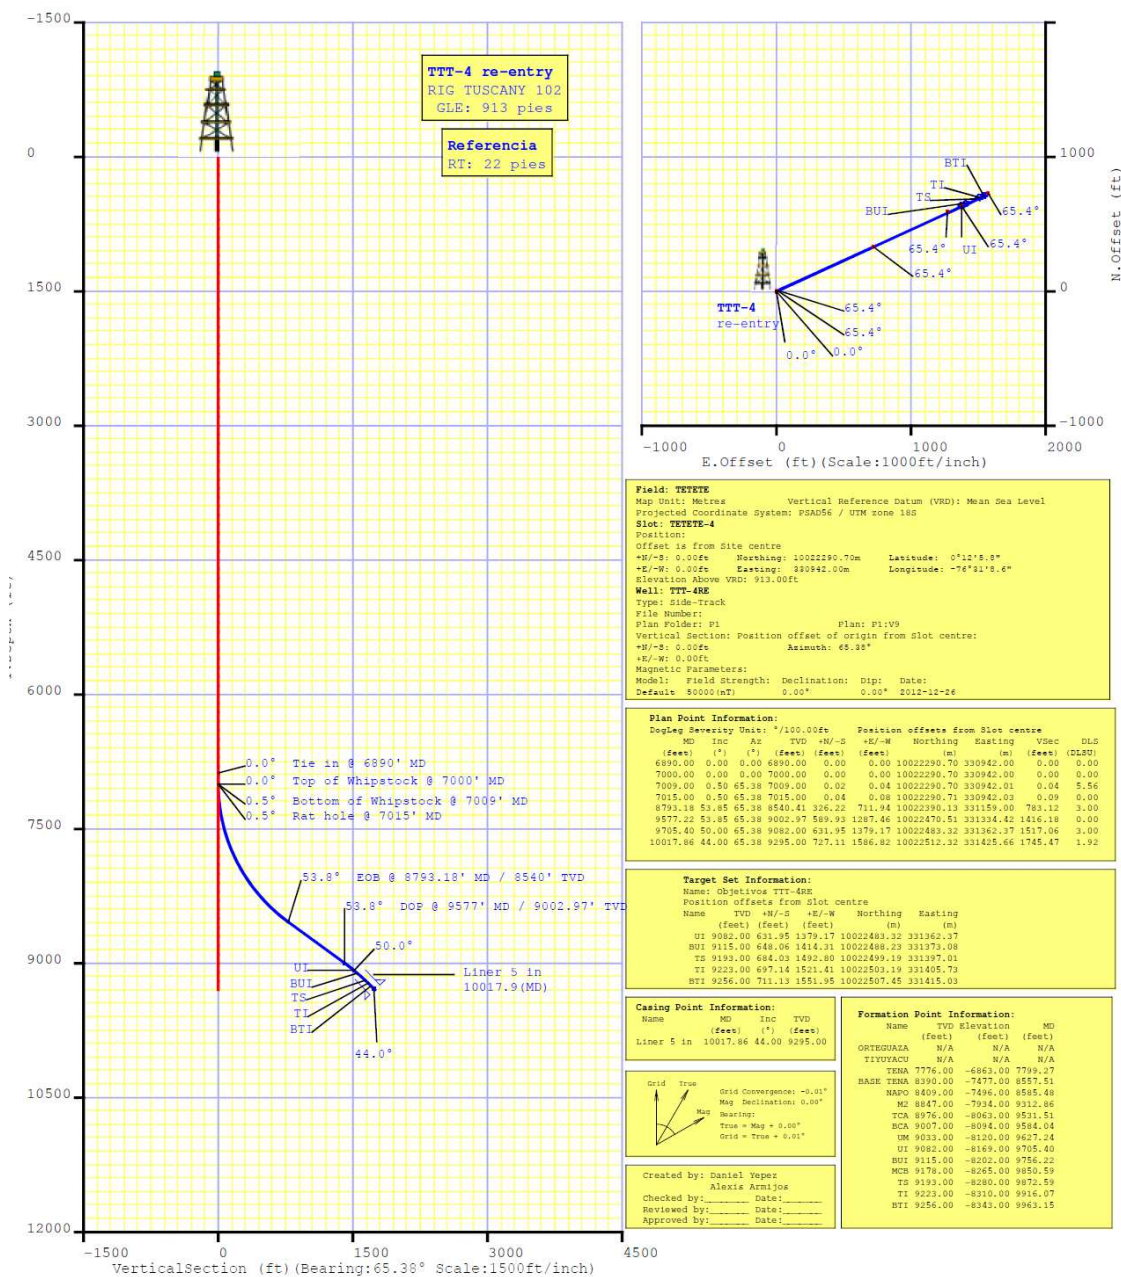 -1500
0
1500
3000
4500
6000
7500
9000
10500
12000
-1500 0 1500 3000 4500
VerticalSection (ft)(Bearing:65.38° Scale:1500ft/inch)
TTT-4 re-entry
RIG TUSCANY 102
GLE: 913 pies
Referencia
RT: 22 pies
0.0° Tie in @ 6890' MD
0.0° Top of Whipstock @ 7000' MD
0.5° Bottom of Whipstock @ 7009' MD
0.5° Rat hole @ 7015' MD
53.8° EOB @ 8793.18' MD / 8540' TVD
53.8° DOP @ 9577' MD / 9002.97' TVD
50.0°
UI
BUI
TS
TI
BTI
Liner 5 in
10017.9(MD)
44.0°
BTI
TI
TS
BUI
65.4°
65.4° UI 65.4°
65.4°
TTT-4
re-entry
65.4°
65.4°
0.0° 0.0°
1000
0
-1000
N.Offset (ft)
-1000 0 1000 2000
E.Offset (ft)(Scale:1000ft/inch)
Field: TETETE
Map Unit: Metres Vertical Reference Datum (VRD): Mean Sea Level
Projected Coordinate System: PSAD56 / UTM zone 18S
Slot: TETETE-4
Position:
Offset is from Site centre
+N/-S: 0.00ft Northing: 10022290.70m Latitude: 0°12'5.8"
+E/-W: 0.00ft Easting: 330942.00m Longitude: -76°31'8.6"
Elevation Above VRD: 913.00ft
Well: TTT-4RE
Type: Side-Track
File Number:
Plan Folder: P1 Plan: P1:V9
Vertical Section: Position offset of origin from Slot centre:
+N/-S: 0.00ft Azimuth: 65.38°
+E/-W: 0.00ft
Magnetic Parameters:
Model: Field Strength: Declination: Dip: Date:
Default 50000(nT) 0.00° 0.00° 2012-12-26
Plan Point Information:
DogLeg Severity Unit: °/100.00ft Position offsets from Slot centre
MD Inc Az TVD +N/-S +E/-W Northing Easting VSec DLS
(feet) (°) (°) (feet) (feet) (feet) (m) (m) (feet) (DLSU)
6890.00 0.00 0.00 6890.00 0.00 0.00 10022290.70 330942.00 0.00 0.00
7000.00 0.00 0.00 7000.00 0.00 0.00 10022290.70 330942.00 0.00 0.00
7009.00 0.50 65.38 7009.00 0.02 0.04 10022290.70 330942.01 0.04 5.56
7015.00 0.50 65.38 7015.00 0.04 0.08 10022290.71 330942.03 0.09 0.00
8793.18 53.85 65.38 8540.41 326.22 711.94 10022390.13 331159.00 783.12 3.00
9577.22 53.85 65.38 9002.97 589.93 1287.46 10022470.51 331334.42 1416.18 0.00
9705.40 50.00 65.38 9082.00 631.95 1379.17 10022483.32 331362.37 1517.06 3.00
10017.86 44.00 65.38 9295.00 727.11 1586.82 10022512.32 331425.66 1745.47 1.92
Target Set Information:
Name: Objetivos TTT-4RE
Position offsets from Slot centre
Name TVD +N/-S +E/-W Northing Easting
(feet) (feet) (feet) (m) (m)
UI 9082.00 631.95 1379.17 10022483.32 331362.37
BUI 9115.00 648.06 1414.31 10022488.23 331373.08
TS 9193.00 684.03 1492.80 10022499.19 331397.01
TI 9223.00 697.14 1521.41 10022503.19 331405.73
BTI 9256.00 711.13 1551.95 10022507.45 331415.03
Casing Point Information:
Name MD Inc TVD
(feet) (°) (feet)
Liner 5 in 10017.86 44.00 9295.00
Grid True
Mag
Grid Convergence: -0.01°
Mag Declination: 0.00°
Bearing:
True = Mag + 0.00°
Grid = True + 0.01°
Created by: Daniel Yepez
Alexis Armijos
Checked by:_______ Date:______
Reviewed by:_______ Date:______
Approved by:_______ Date:______
Formation Point Information:
Name TVD Elevation MD
(feet) (feet) (feet)
ORTEGUAZA N/A N/A N/A
TIYUYACU N/A N/A N/A
TENA 7776.00 -6863.00 7799.27
BASE TENA 8390.00 -7477.00 8557.51
NAPO 8409.00 -7496.00 8585.48
M2 8847.00 -7934.00 9312.86
TCA 8976.00 -8063.00 9531.51
BCA 9007.00 -8094.00 9584.04
UM 9033.00 -8120.00 9627.24
UI 9082.00 -8169.00 9705.40
BUI 9115.00 -8202.00 9756.22
MCB 9178.00 -8265.00 9850.59
TS 9193.00 -8280.00 9872.59
TI 9223.00 -8310.00 9916.07
BTI 9256.00 -8343.00 9963.15